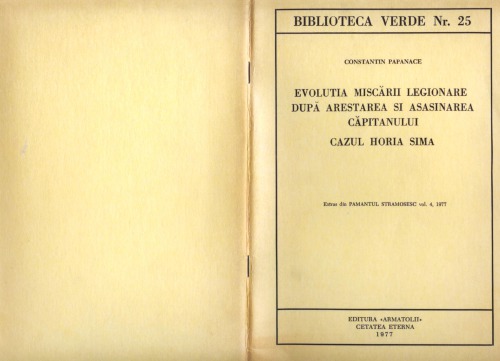 BIBLIOTECA VERDE Nr. 25
CONSTANTIN PAPANACE
EVOLUTIA MISCĂRII LEGIONARE
DUPĂ ARESTAREA SI ASASINAREA
CĂPITANULUI
CAZUL HORIA SIMA
Extras din PAMANTUL STRAMOSESC vol. 4, 1977
EDITURA «ARMATOLII»
CETATEA ETERNA
1977